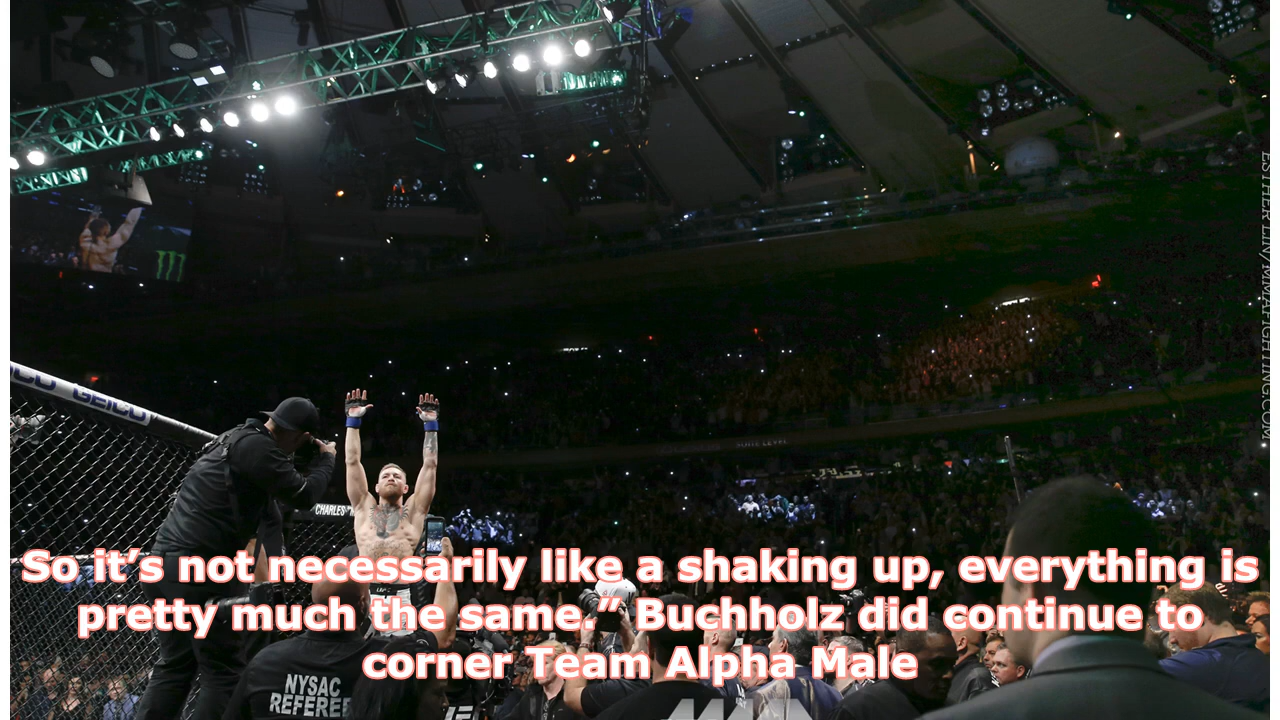 ESTHER LIN/MMAFIGHTING.COM
GEICO
CHARLES
So it’s not necessarily like a shaking up, everything is
pretty much the same.” Buchholz did continue to
corner Team Alpha Male
NYSAC
REFEREE